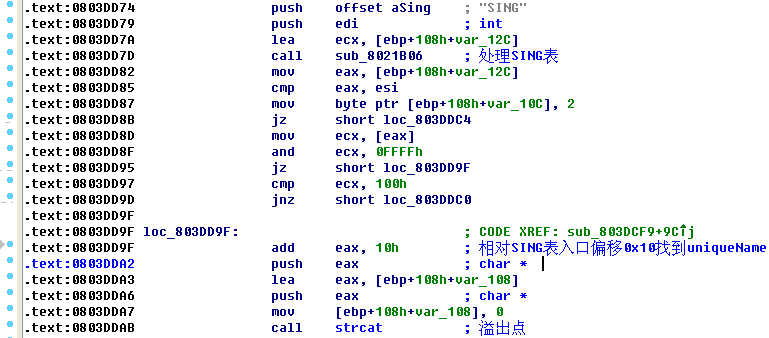 .text:0803DD74 push offset aSing ; "SING"
.text:0803DD79 push edi ; int
.text:0803DD7A lea ecx, [ebp+108h+var_12C]
.text:0803DD7D call sub_8021B06 ; 处理SING表
.text:0803DD82 mov eax, [ebp+108h+var_12C]
.text:0803DD85 cmp eax, esi
.text:0803DD87 mov byte ptr [ebp+108h+var_10C], 2
.text:0803DD8B jz short loc_803DDC4
.text:0803DD8D mov ecx, [eax]
.text:0803DD8F and ecx, 0FFFFh
.text:0803DD95 jz short loc_803DD9F
.text:0803DD97 cmp ecx, 100h
.text:0803DD9D jnz short loc_803DDC0
.text:0803DD9F
.text:0803DD9F loc_803DD9F: ; CODE XREF: sub_803DCF9+9C↑j
.text:0803DD9F add eax, 10h ; 相对SING表入口偏移0x10找到uniqueName
.text:0803DDA2 push eax ; char *
.text:0803DDA3 lea eax, [ebp+108h+var_108]
.text:0803DDA6 push eax ; char *
.text:0803DDA7 mov [ebp+108h+var_108], 0
.text:0803DDAB call strcat ; 溢出点